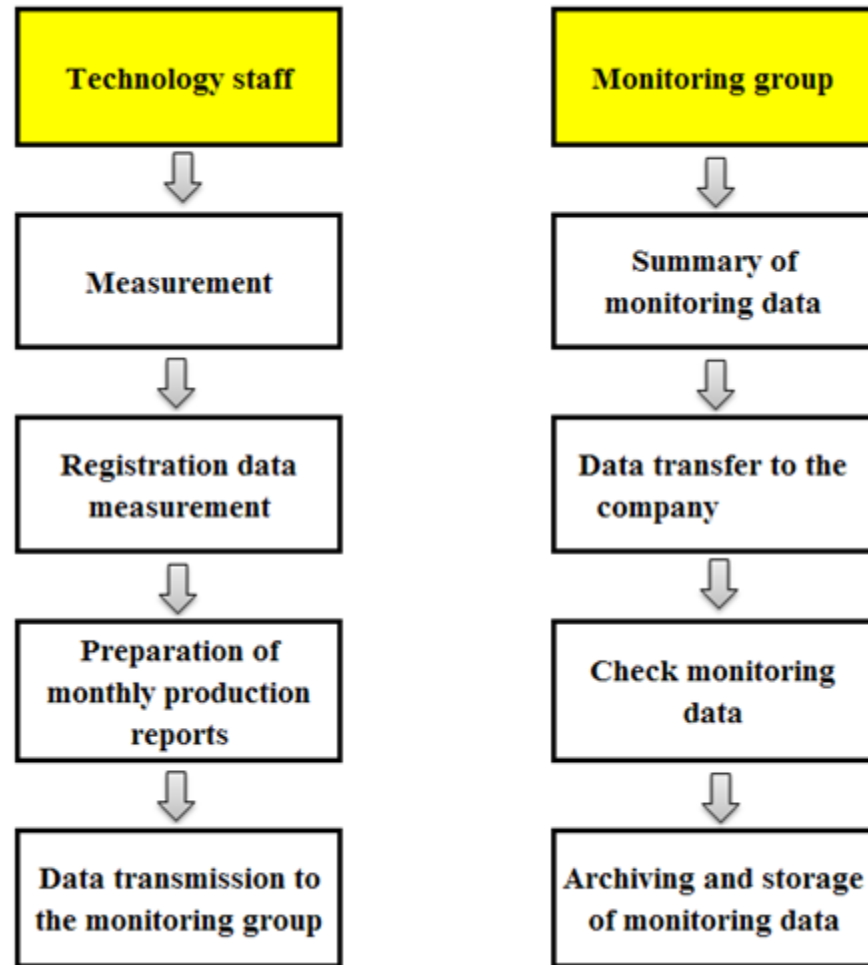 Technology staff
Measurement
Registration data
measurement
Preparation of
monthly production
reports
Data transmission to
the monitoring group
Monitoring group
Summary of
monitoring data
Data transfer to the
company
Check monitoring
data
Archiving and storage
of monitoring data